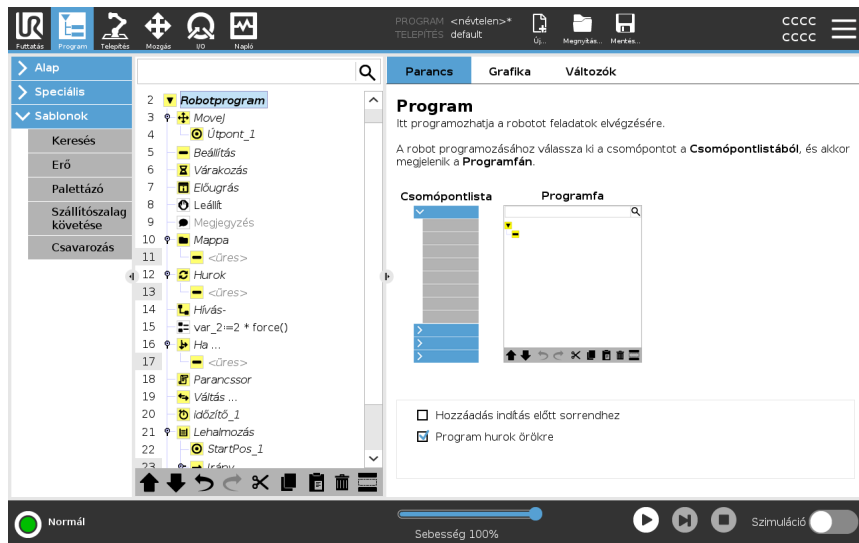 UR
Futtatás
Program
Telepítés
Mozgás
I/O
Napló
PROGRAM <névtelen>*
TELEPÍTÉS default
Új...
Megnyitás...
Mentés...
CCCC
CCCC
Alap
Speciális
Sablonok
Keresés
Erő
Palettázó
Szállítószalag
követése
Csavarozás
2 Robotprogram
3 MoveJ
4 Útpont_1
5 Beállítás
6 Várakozás
7 Előugrás
8 Leállít
9 Megjegyzés
10 Mappa
11 <üres>
12 Hurok
13 <üres>
14 Hívás-
15 var_2:=2 * force()
16 Ha ...
17 <üres>
18 Parancssor
19 Váltás ...
20 Időzítő_1
21 Lehalmozás
22 StartPos_1
23 Irány
Parancs
Grafika
Változók
Program
Itt programozhatja a robotot feladatok elvégzésére.
A robot programozásához válassza ki a csomópontot a Csomópontlistából, és akkor
megjelenik a Programfán.
Csomópontlista
Programfa
Hozzáadás indítás előtt sorrendhez
Program hurok örökre
Normál
Sebesség 100%
Szimuláció